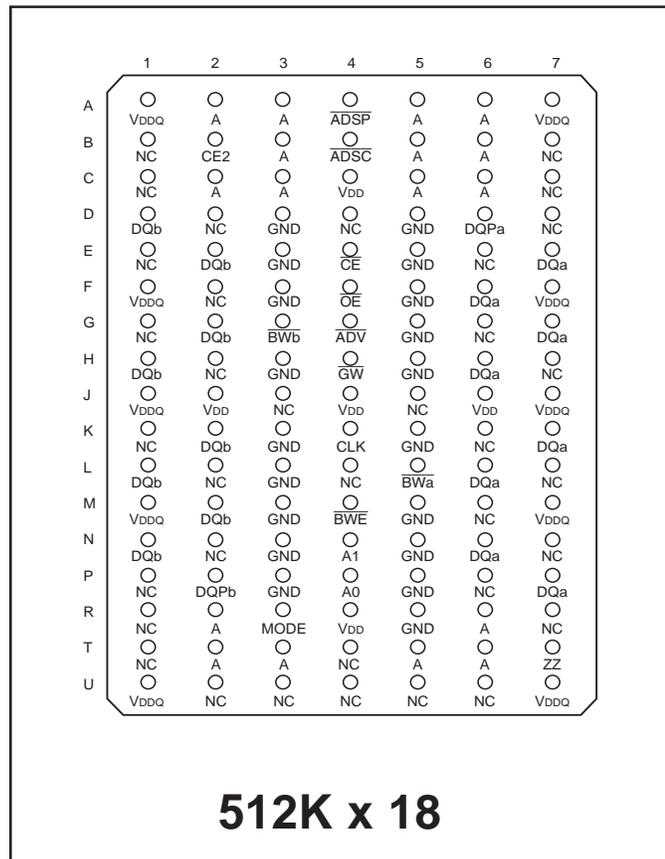 1 2 3 4 5 6 7
A
VDDQ A A ADSP A A VDDQ
B
NC CE2 A ADSC A A NC
C
NC A A VDD A A NC
D
DQb NC GND NC GND DQPa NC
E
NC DQb GND CE GND NC DQa
F
VDDQ NC GND OE GND DQa VDDQ
G
NC DQb BWb ADV GND NC DQa
H
DQb NC GND GW GND DQa NC
J
VDDQ VDD NC VDD NC VDD VDDQ
K
NC DQb GND CLK GND NC DQa
L
DQb NC GND NC BWa DQa NC
M
VDDQ DQb GND BWE GND NC VDDQ
N
DQb NC GND A1 GND DQa NC
P
NC DQPb GND A0 GND NC DQa
R
NC A MODE VDD GND A NC
T
NC A A NC A A ZZ
U
VDDQ NC NC NC NC NC VDDQ
512K x 18